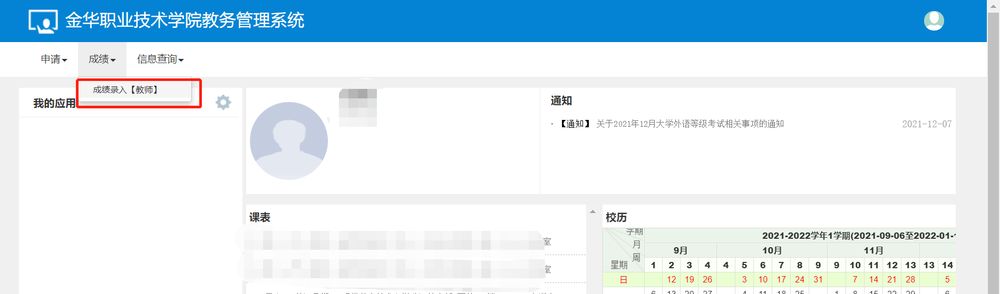 金华职业技术学院教务管理系统
申请 成绩 信息查询
成绩录入【教师】
我的应用
通知
【通知】 关于2021年12月大学外语等级考试相关事项的通知 2021-12-07
课表
室
室
校历
学期 月 周 星期
2021-2022学年1学期(2021-09-06至2022-01-1
9月 10月 11月
1 2 3 4 4 5 6 7 8 9 9 10 11 12 13 13 14
日 12 19 26 3 10 17 24 31 7 14 21 28 5
6 13 20 27 4 11 18 25 1 8 15 22 29 6